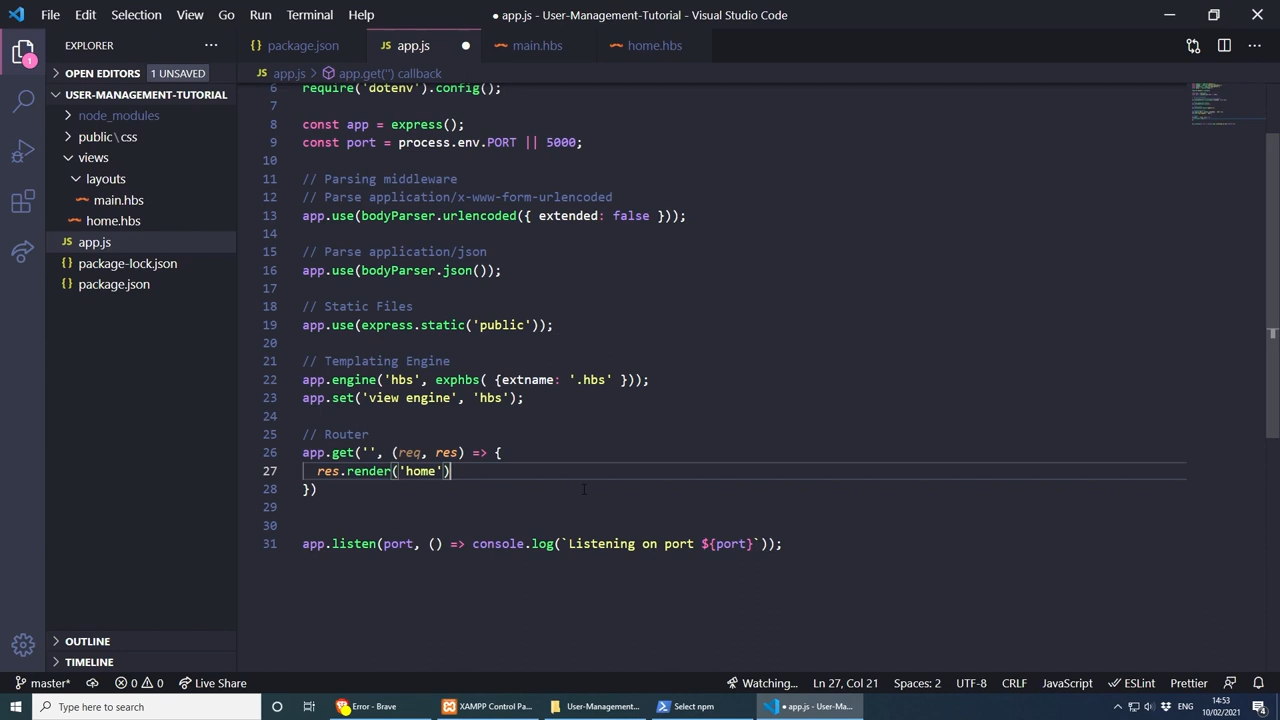 File Edit Selection View Go Run Terminal Help ● app.js - User-Management-Tutorial - Visual Studio Code
EXPLORER ...
package.json
JS app.js ●
main.hbs
home.hbs
OPEN EDITORS 1 UNSAVED
JS app.js > app.get('') callback
USER-MANAGEMENT-TUTORIAL
node_modules
public\css
views
layouts
main.hbs
home.hbs
JS app.js
{} package-lock.json
{} package.json
OUTLINE
TIMELINE
6 require('dotenv').config();
7
8 const app = express();
9 const port = process.env.PORT || 5000;
10
11 // Parsing middleware
12 // Parse application/x-www-form-urlencoded
13 app.use(bodyParser.urlencoded({ extended: false }));
14
15 // Parse application/json
16 app.use(bodyParser.json());
17
18 // Static Files
19 app.use(express.static('public'));
20
21 // Templating Engine
22 app.engine('hbs', exphbs( {extname: '.hbs' }));
23 app.set('view engine', 'hbs');
24
25 // Router
26 app.get('', (req, res) => {
27 res.render('home')
28 })
29
30
31 app.listen(port, () => console.log(`Listening on port ${port}`));
master* 0 0 Live Share Watching... Ln 27, Col 21 Spaces: 2 UTF-8 CRLF JavaScript ESLint Prettier
Type here to search
Error - Brave
XAMPP Control Pa...
User-Management...
Select npm
● app.js - User-Ma...
14:53
10/02/2021